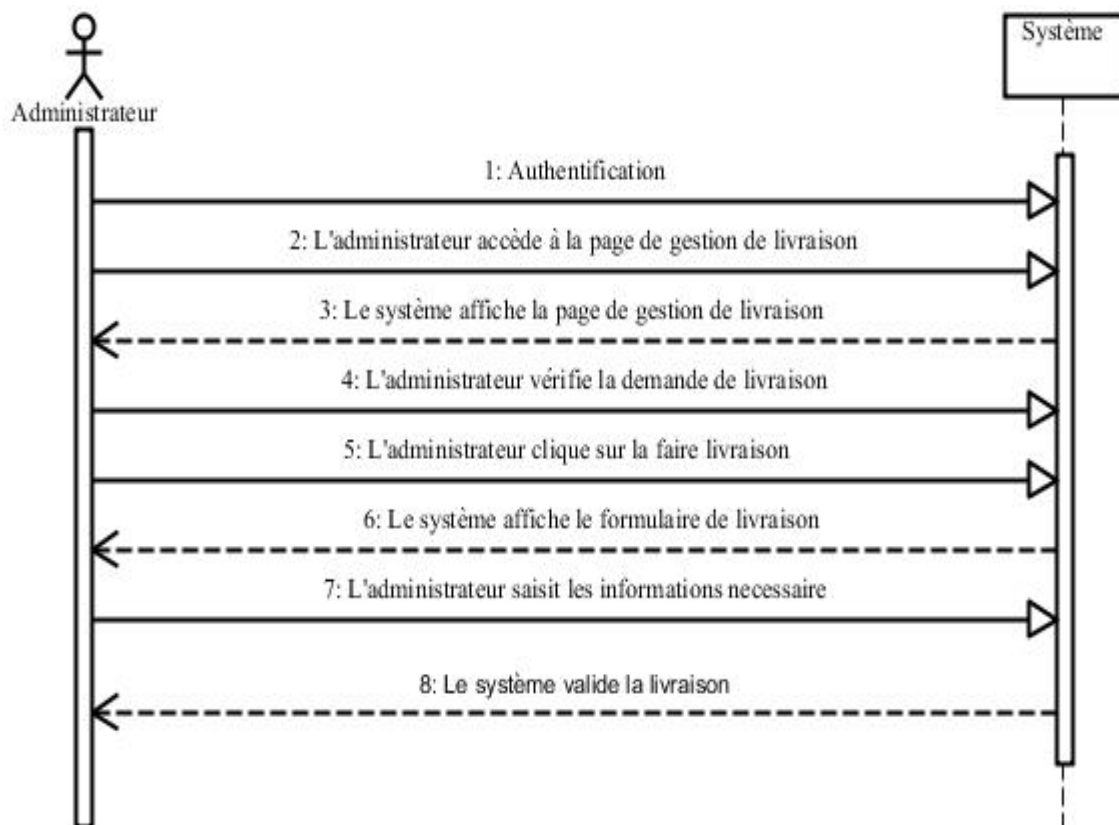 Système
Administrateur
1: Authentification
2: L'administrateur accède à la page de gestion de livraison
3: Le système affiche la page de gestion de livraison
4: L'administrateur vérifie la demande de livraison
5: L'administrateur clique sur la faire livraison
6: Le système affiche le formulaire de livraison
7: L'administrateur saisit les informations necessaire
8: Le système valide la livraison